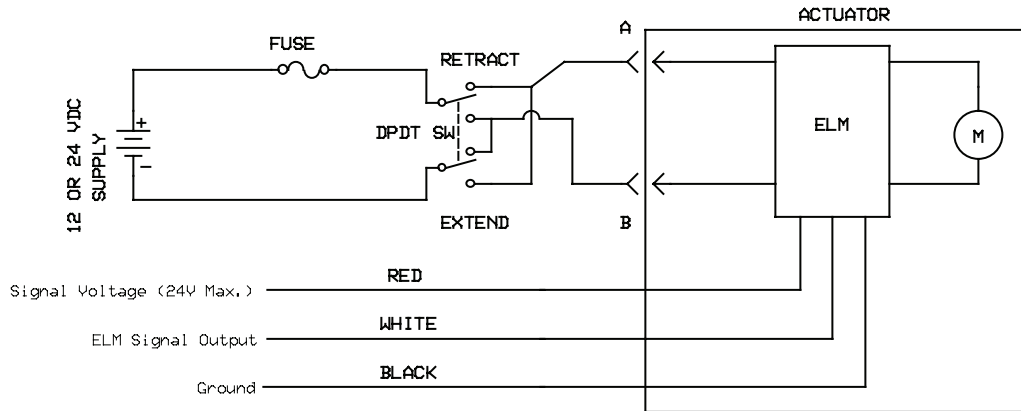 ACTUATOR
A
FUSE
RETRACT
12 OR 24 VDC
SUPPLY
+
-
DPDT SW
ELM
M
EXTEND
B
RED
Signal Voltage (24V Max.)
WHITE
ELM Signal Output
BLACK
Ground